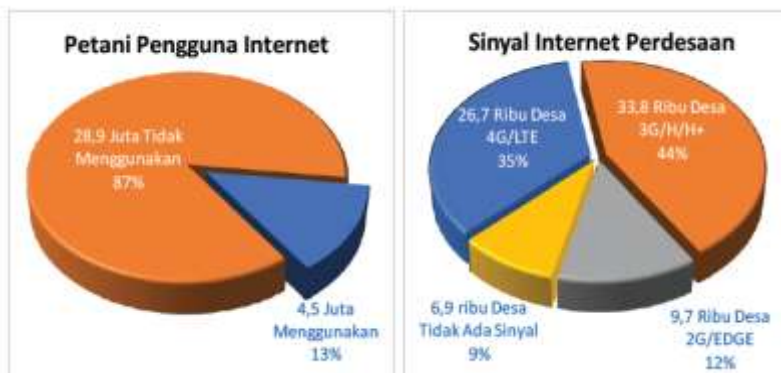 Petani Pengguna Internet
28,9 Juta Tidak
Menggunakan
87%
4,5 Juta
Menggunakan
13%
Sinyal Internet Perdesaan
26,7 Ribu Desa
4G/LTE
35%
33,8 Ribu Desa
3G/H/H+
44%
6,9 ribu Desa
Tidak Ada Sinyal
9%
9,7 Ribu Desa
2G/EDGE
12%